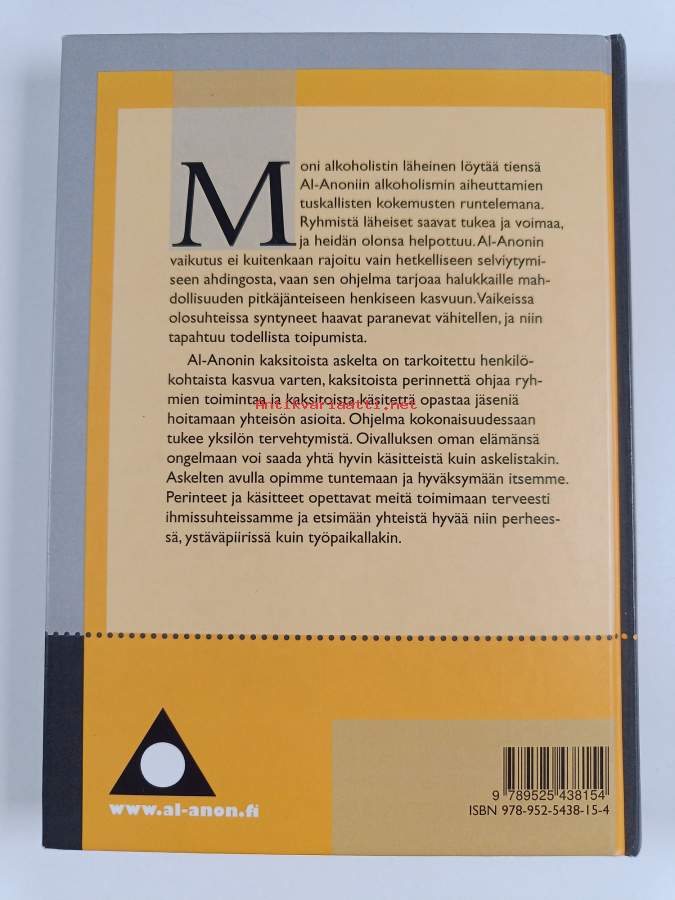 Moni alkoholistin läheinen löytää tiensä
Al-Anoniin alkoholismin aiheuttamien
tuskallisten kokemusten runtelemana.
Ryhmistä läheiset saavat tukea ja voimaa,
ja heidän olonsa helpottuu. Al-Anonin
vaikutus ei kuitenkaan rajoitu vain hetkelliseen selviytymi-
seen ahdingosta, vaan sen ohjelma tarjoaa halukkaille mah-
dollisuuden pitkäjänteiseen henkiseen kasvuun. Vaikeissa
olosuhteissa syntyneet haavat paranevat vähitellen, ja niin
tapahtuu todellista toipumista.
Al-Anonin kaksitoista askelta on tarkoitettu henkilö-
kohtaista kasvua varten, kaksitoista perinnettä ohjaa ryh-
mien toimintaa ja kaksitoista käsitettä opastaa jäseniä
Antikvariaatti.net
hoitamaan yhteisön asioita. Ohjelma kokonaisuudessaan
tukee yksilön tervehtymistä. Oivalluksen oman elämänsä
ongelmaan voi saada yhtä hyvin käsitteistä kuin askelistakin.
Askelten avulla opimme tuntemaan ja hyväksymään itsemme.
Perinteet ja käsitteet opettavat meitä toimimaan terveesti
ihmissuhteissamme ja etsimään yhteistä hyvää niin perhees-
sä, ystäväpiirissä kuin työpaikallakin.
www.al-anon.fi
9 789525 438154
ISBN 978-952-5438-15-4